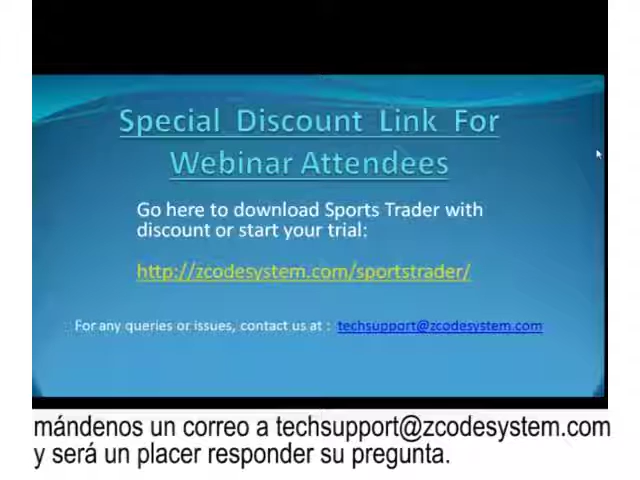 Special Discount Link For
Webinar Attendees
Go here to download Sports Trader with
discount or start your trial:
http://zcodesystem.com/sportstrader/
For any queries or issues, contact us at : techsupport@zcodesystem.com
mándenos un correo a techsupport@zcodesystem.com
y será un placer responder su pregunta.